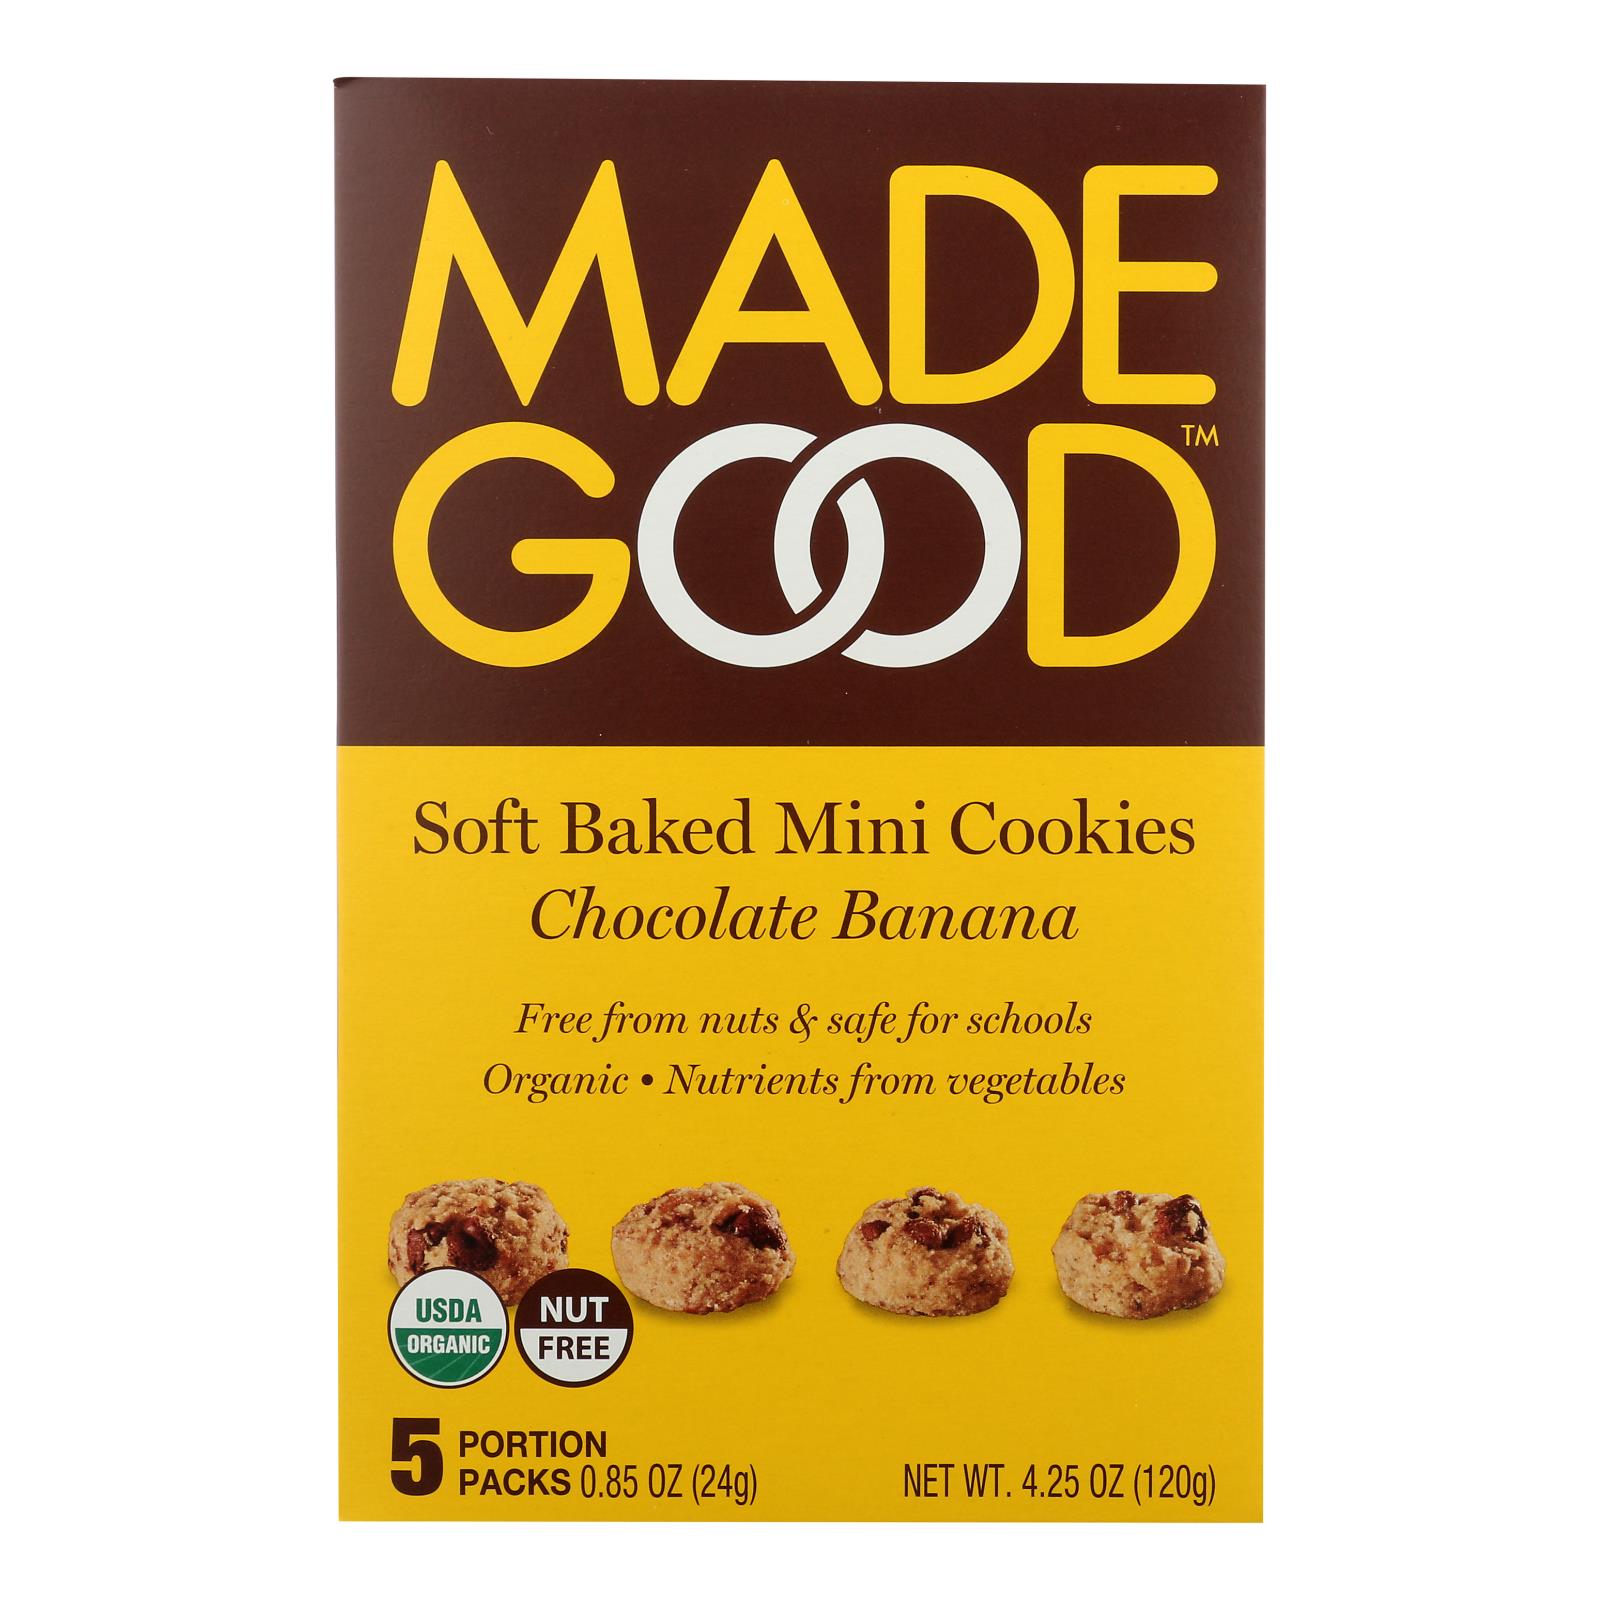 MADE
GOOD™
Soft Baked Mini Cookies
Chocolate Banana
Free from nuts & safe for schools
Organic • Nutrients from vegetables
USDA
ORGANIC
NUT
FREE
5 PORTION
PACKS 0.85 OZ (24g)
NET WT. 4.25 OZ (120g)